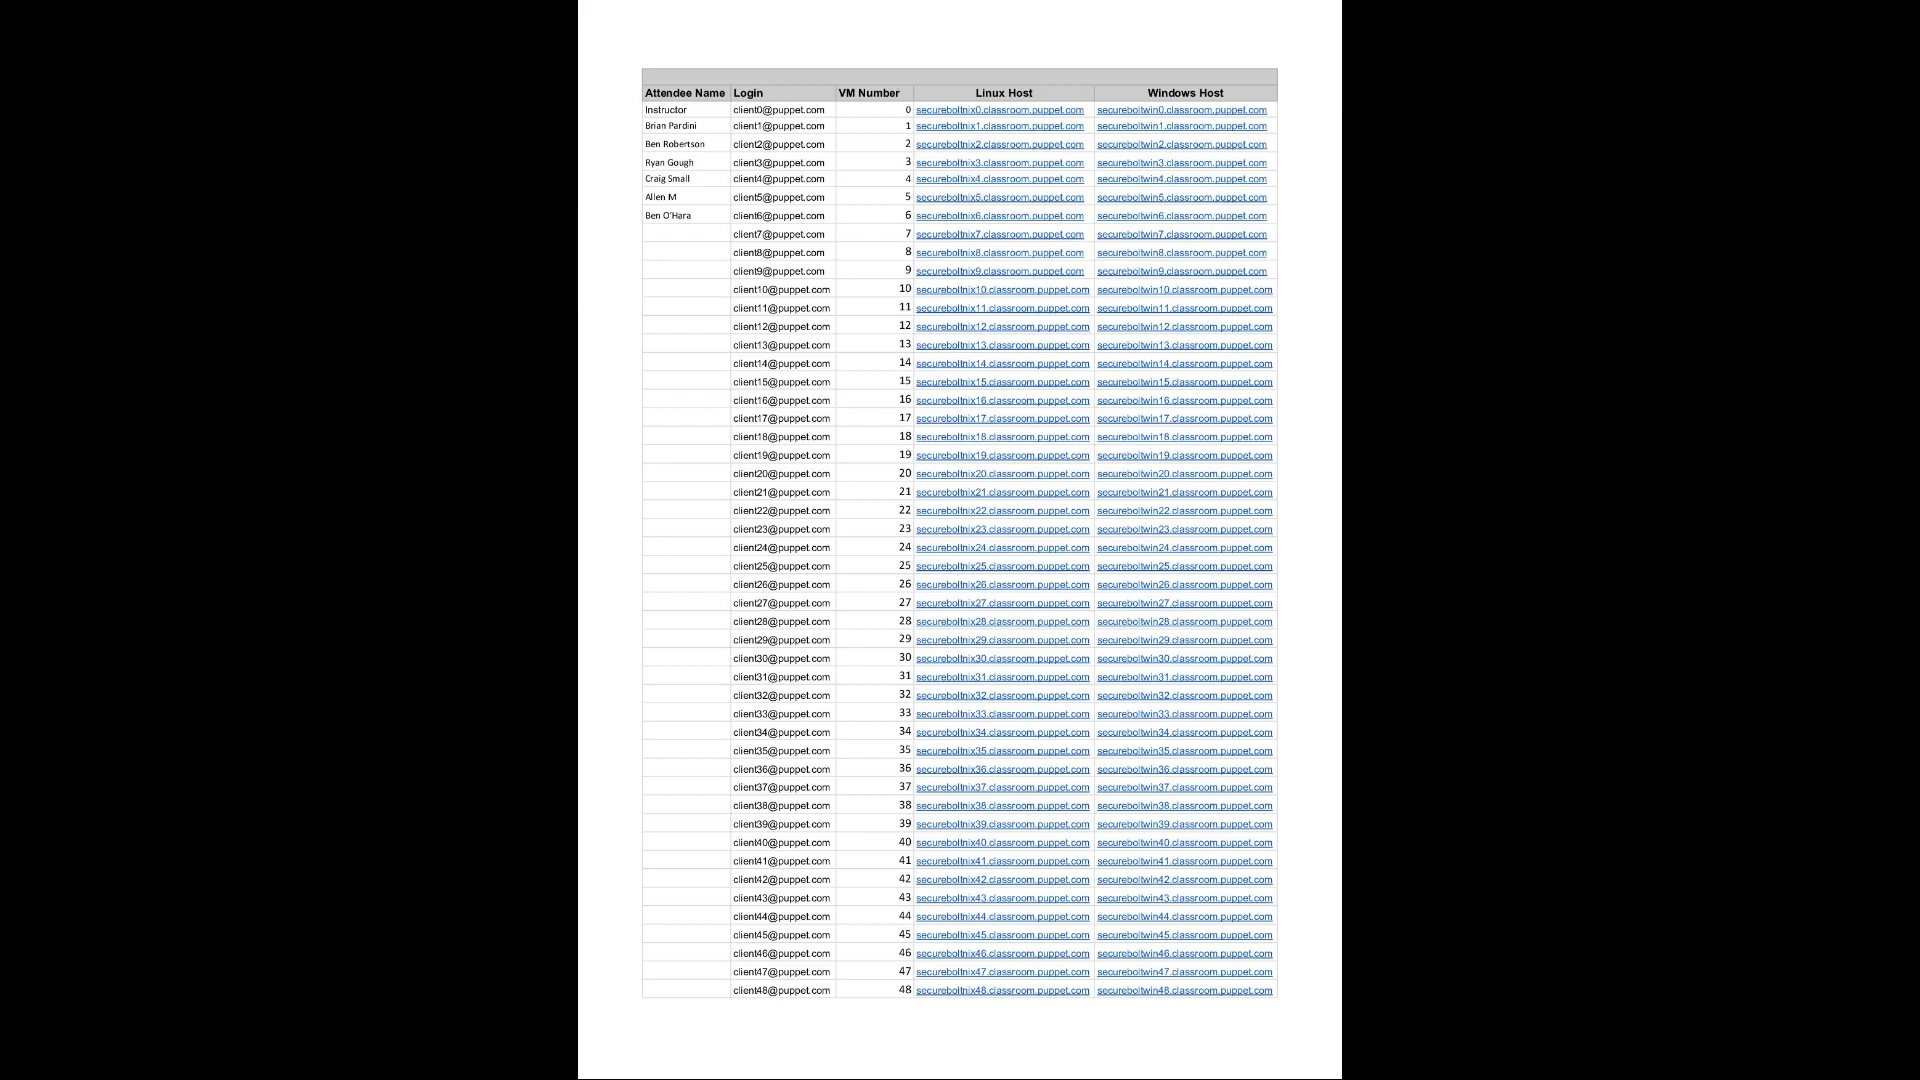 Attendee Name Login VM Number Linux Host Windows Host
Instructor client0@puppet.com 0 secureboltnix0.classroom.puppet.com secureboltwin0.classroom.puppet.com
Brian Pardini client1@puppet.com 1 secureboltnix1.classroom.puppet.com secureboltwin1.classroom.puppet.com
Ben Robertson client2@puppet.com 2 secureboltnix2.classroom.puppet.com secureboltwin2.classroom.puppet.com
Ryan Gough client3@puppet.com 3 secureboltnix3.classroom.puppet.com secureboltwin3.classroom.puppet.com
Craig Small client4@puppet.com 4 secureboltnix4.classroom.puppet.com secureboltwin4.classroom.puppet.com
Allen M client5@puppet.com 5 secureboltnix5.classroom.puppet.com secureboltwin5.classroom.puppet.com
Ben O'Hara client6@puppet.com 6 secureboltnix6.classroom.puppet.com secureboltwin6.classroom.puppet.com
client7@puppet.com 7 secureboltnix7.classroom.puppet.com secureboltwin7.classroom.puppet.com
client8@puppet.com 8 secureboltnix8.classroom.puppet.com secureboltwin8.classroom.puppet.com
client9@puppet.com 9 secureboltnix9.classroom.puppet.com secureboltwin9.classroom.puppet.com
client10@puppet.com 10 secureboltnix10.classroom.puppet.com secureboltwin10.classroom.puppet.com
client11@puppet.com 11 secureboltnix11.classroom.puppet.com secureboltwin11.classroom.puppet.com
client12@puppet.com 12 secureboltnix12.classroom.puppet.com secureboltwin12.classroom.puppet.com
client13@puppet.com 13 secureboltnix13.classroom.puppet.com secureboltwin13.classroom.puppet.com
client14@puppet.com 14 secureboltnix14.classroom.puppet.com secureboltwin14.classroom.puppet.com
client15@puppet.com 15 secureboltnix15.classroom.puppet.com secureboltwin15.classroom.puppet.com
client16@puppet.com 16 secureboltnix16.classroom.puppet.com secureboltwin16.classroom.puppet.com
client17@puppet.com 17 secureboltnix17.classroom.puppet.com secureboltwin17.classroom.puppet.com
client18@puppet.com 18 secureboltnix18.classroom.puppet.com secureboltwin18.classroom.puppet.com
client19@puppet.com 19 secureboltnix19.classroom.puppet.com secureboltwin19.classroom.puppet.com
client20@puppet.com 20 secureboltnix20.classroom.puppet.com secureboltwin20.classroom.puppet.com
client21@puppet.com 21 secureboltnix21.classroom.puppet.com secureboltwin21.classroom.puppet.com
client22@puppet.com 22 secureboltnix22.classroom.puppet.com secureboltwin22.classroom.puppet.com
client23@puppet.com 23 secureboltnix23.classroom.puppet.com secureboltwin23.classroom.puppet.com
client24@puppet.com 24 secureboltnix24.classroom.puppet.com secureboltwin24.classroom.puppet.com
client25@puppet.com 25 secureboltnix25.classroom.puppet.com secureboltwin25.classroom.puppet.com
client26@puppet.com 26 secureboltnix26.classroom.puppet.com secureboltwin26.classroom.puppet.com
client27@puppet.com 27 secureboltnix27.classroom.puppet.com secureboltwin27.classroom.puppet.com
client28@puppet.com 28 secureboltnix28.classroom.puppet.com secureboltwin28.classroom.puppet.com
client29@puppet.com 29 secureboltnix29.classroom.puppet.com secureboltwin29.classroom.puppet.com
client30@puppet.com 30 secureboltnix30.classroom.puppet.com secureboltwin30.classroom.puppet.com
client31@puppet.com 31 secureboltnix31.classroom.puppet.com secureboltwin31.classroom.puppet.com
client32@puppet.com 32 secureboltnix32.classroom.puppet.com secureboltwin32.classroom.puppet.com
client33@puppet.com 33 secureboltnix33.classroom.puppet.com secureboltwin33.classroom.puppet.com
client34@puppet.com 34 secureboltnix34.classroom.puppet.com secureboltwin34.classroom.puppet.com
client35@puppet.com 35 secureboltnix35.classroom.puppet.com secureboltwin35.classroom.puppet.com
client36@puppet.com 36 secureboltnix36.classroom.puppet.com secureboltwin36.classroom.puppet.com
client37@puppet.com 37 secureboltnix37.classroom.puppet.com secureboltwin37.classroom.puppet.com
client38@puppet.com 38 secureboltnix38.classroom.puppet.com secureboltwin38.classroom.puppet.com
client39@puppet.com 39 secureboltnix39.classroom.puppet.com secureboltwin39.classroom.puppet.com
client40@puppet.com 40 secureboltnix40.classroom.puppet.com secureboltwin40.classroom.puppet.com
client41@puppet.com 41 secureboltnix41.classroom.puppet.com secureboltwin41.classroom.puppet.com
client42@puppet.com 42 secureboltnix42.classroom.puppet.com secureboltwin42.classroom.puppet.com
client43@puppet.com 43 secureboltnix43.classroom.puppet.com secureboltwin43.classroom.puppet.com
client44@puppet.com 44 secureboltnix44.classroom.puppet.com secureboltwin44.classroom.puppet.com
client45@puppet.com 45 secureboltnix45.classroom.puppet.com secureboltwin45.classroom.puppet.com
client46@puppet.com 46 secureboltnix46.classroom.puppet.com secureboltwin46.classroom.puppet.com
client47@puppet.com 47 secureboltnix47.classroom.puppet.com secureboltwin47.classroom.puppet.com
client48@puppet.com 48 secureboltnix48.classroom.puppet.com secureboltwin48.classroom.puppet.com